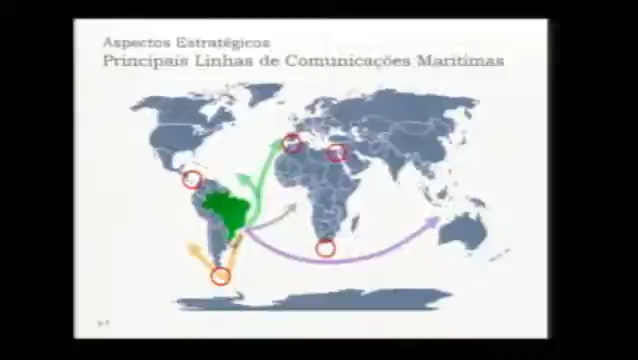 Aspectos Estratégicos
Principais Linhas de Comunicações Marítimas